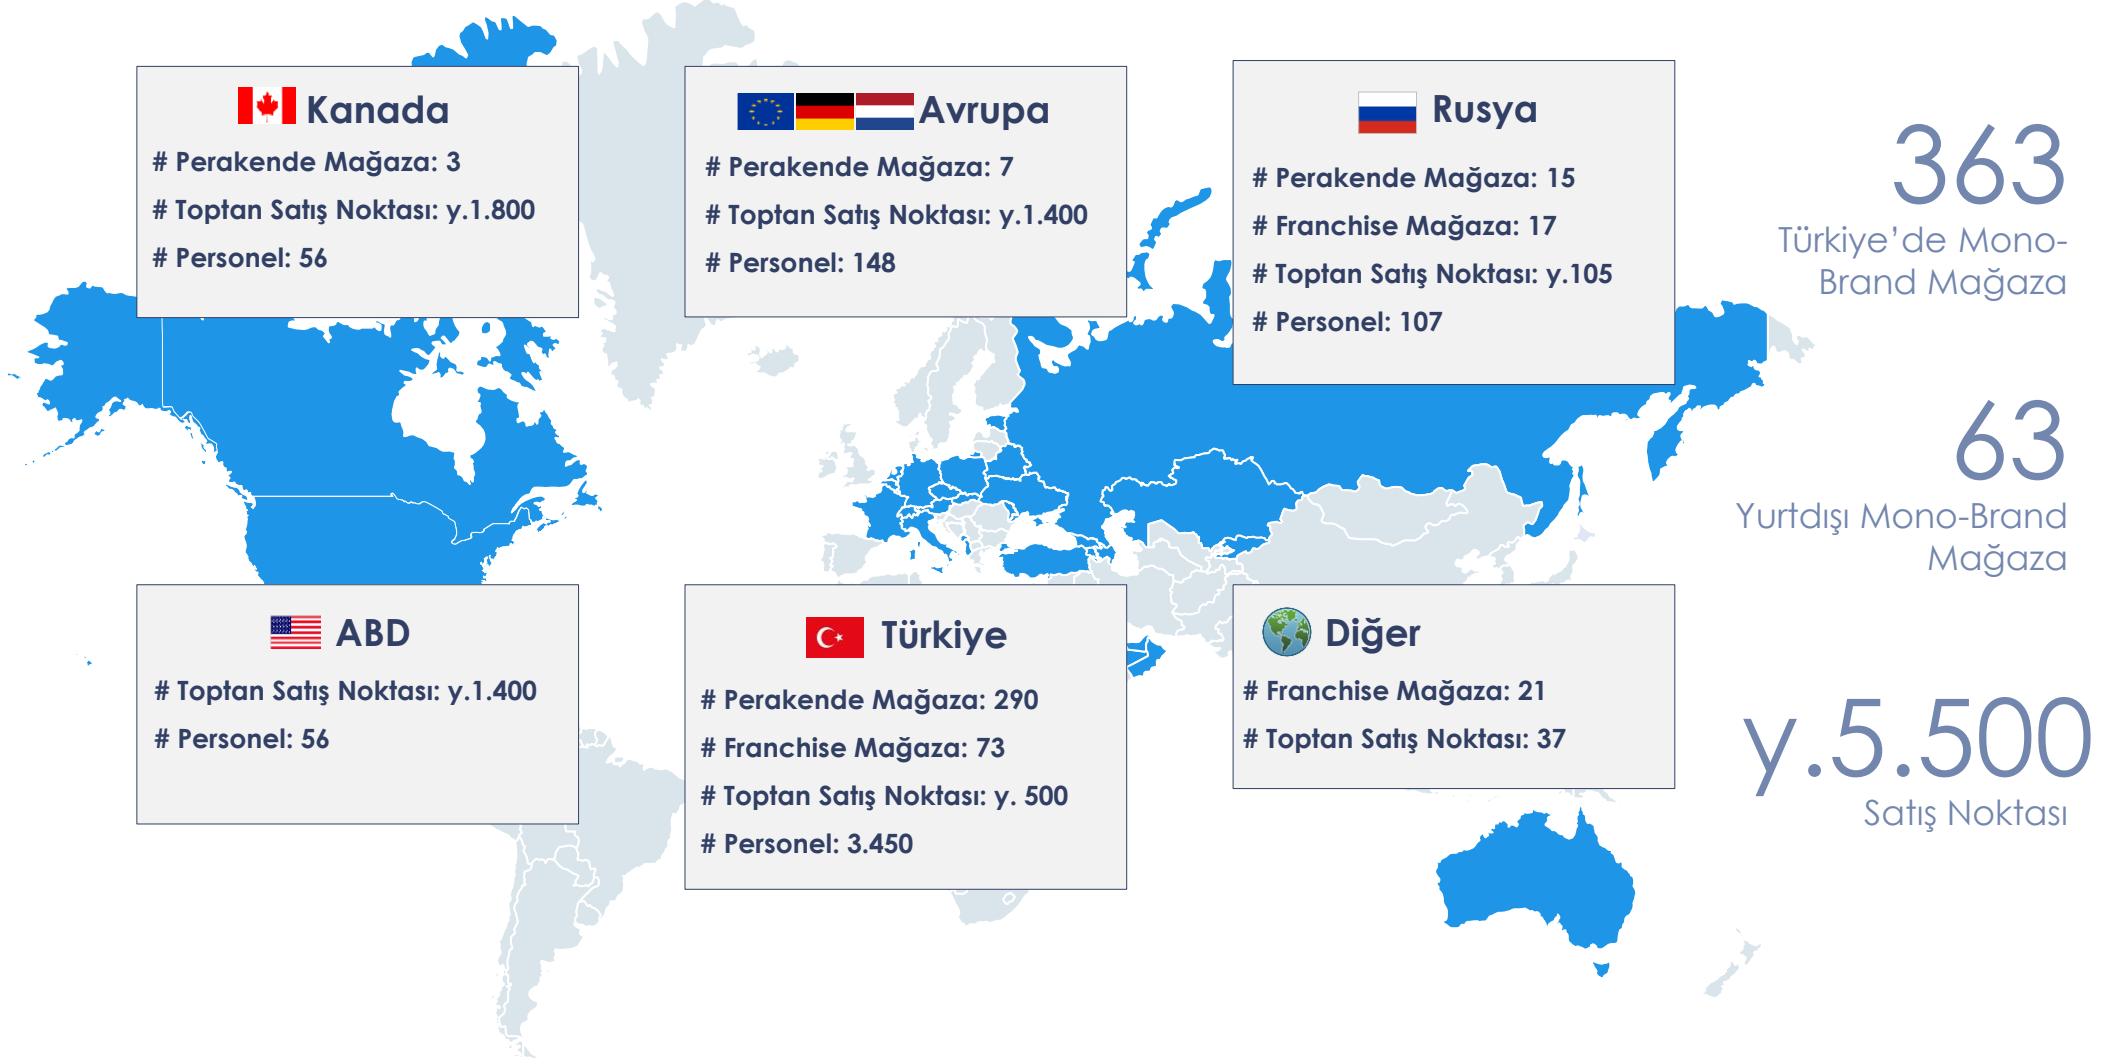 Kanada
# Perakende Mağaza: 3
# Toptan Satış Noktası: y.1.800
# Personel: 56
Avrupa
# Perakende Mağaza: 7
# Toptan Satış Noktası: y.1.400
# Personel: 148
Rusya
# Perakende Mağaza: 15
# Franchise Mağaza: 17
# Toptan Satış Noktası: y.105
# Personel: 107
ABD
# Toptan Satış Noktası: y.1.400
# Personel: 56
Türkiye
# Perakende Mağaza: 290
# Franchise Mağaza: 73
# Toptan Satış Noktası: y. 500
# Personel: 3.450
Diğer
# Franchise Mağaza: 21
# Toptan Satış Noktası: 37
363
Türkiye’de Mono-
Brand Mağaza
63
Yurtdışı Mono-Brand
Mağaza
y.5.500
Satış Noktası